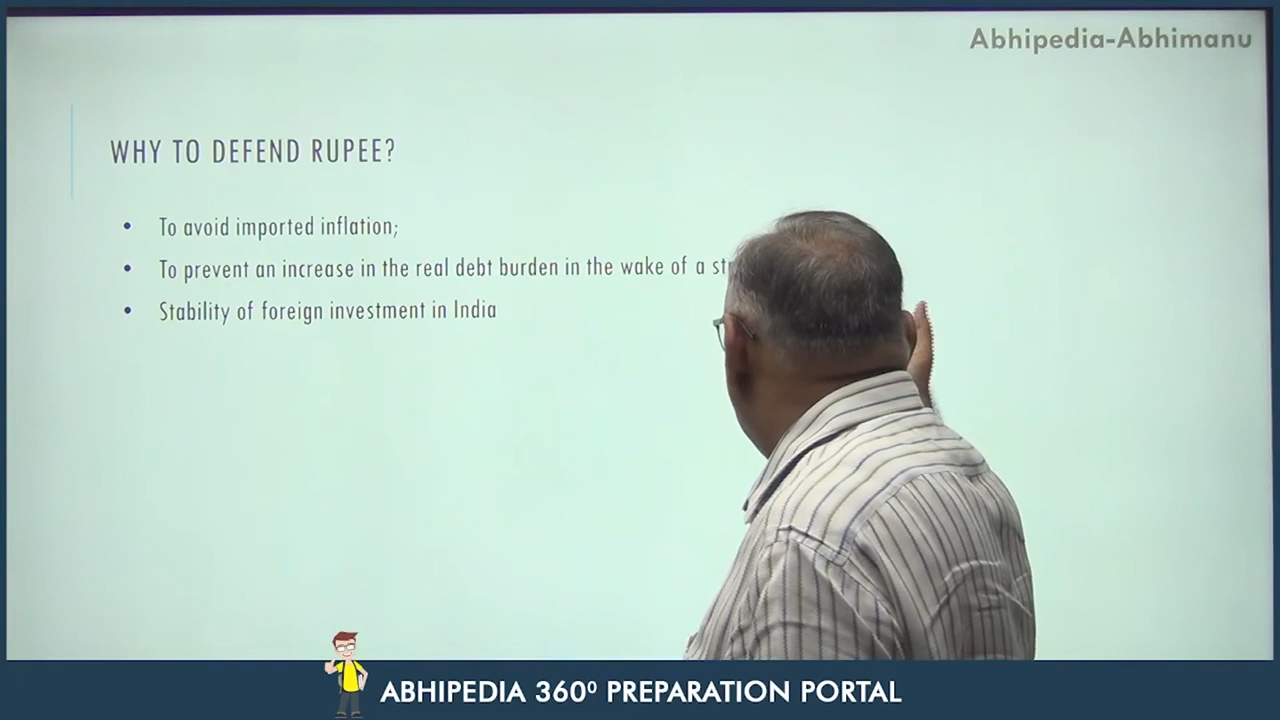 Abhipedia-Abhimanu
WHY TO DEFEND RUPEE?
• To avoid imported inflation;
• To prevent an increase in the real debt burden in the wake of a
• Stability of foreign investment in India
ABHIPEDIA 360⁰ PREPARATION PORTAL